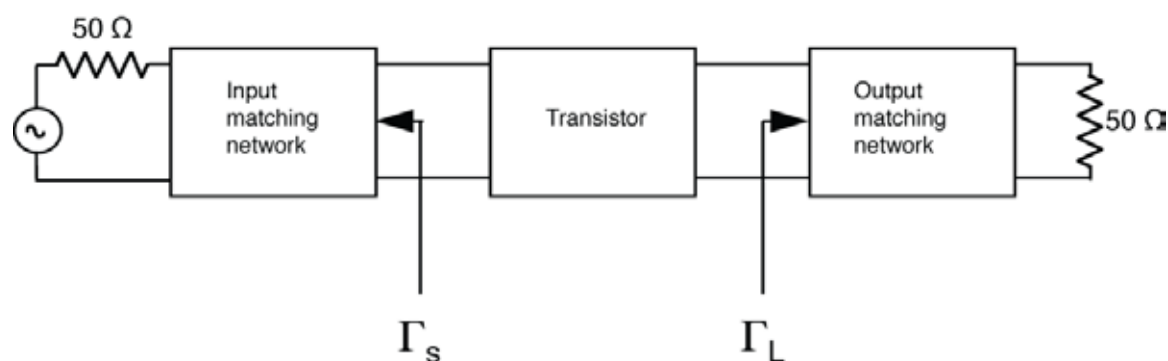 50 Ω
Input
matching
network
Transistor
Output
matching
network
50 Ω
Γs
ΓL